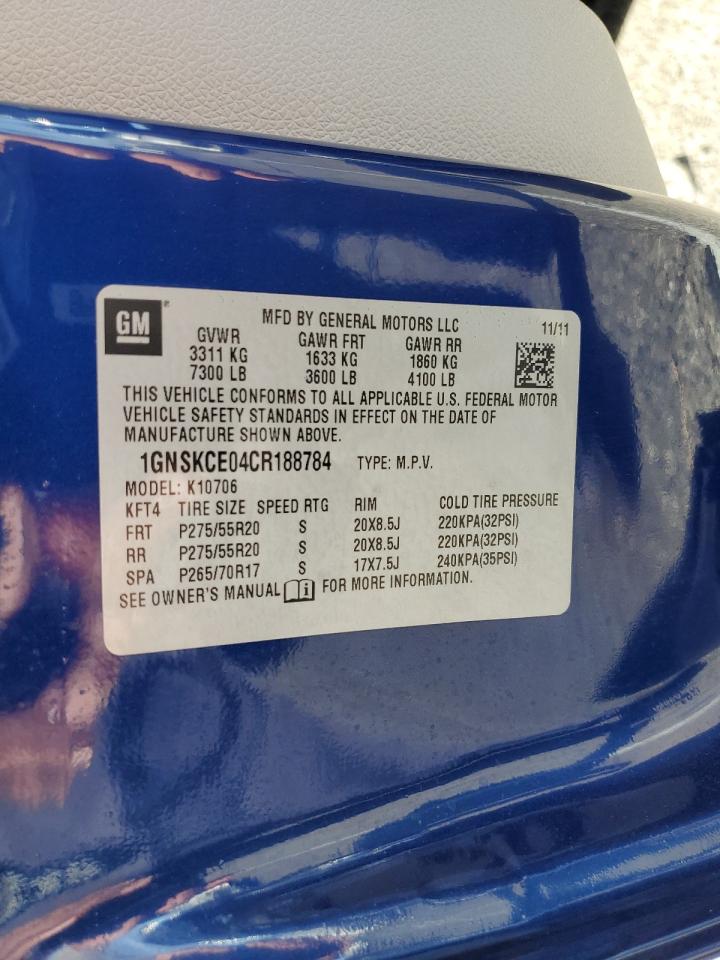 GM
MFD BY GENERAL MOTORS LLC 11/11
GVWR GAWR FRT GAWR RR
3311 KG 1633 KG 1860 KG
7300 LB 3600 LB 4100 LB
THIS VEHICLE CONFORMS TO ALL APPLICABLE U.S. FEDERAL MOTOR
VEHICLE SAFETY STANDARDS IN EFFECT ON THE DATE OF
MANUFACTURE SHOWN ABOVE.
1GNSKCE04CR188784 TYPE: M.P.V.
MODEL: K10706
KFT4 TIRE SIZE SPEED RTG RIM COLD TIRE PRESSURE
FRT P275/55R20 S 20X8.5J 220KPA(32PSI)
RR P275/55R20 S 20X8.5J 220KPA(32PSI)
SPA P265/70R17 S 17X7.5J 240KPA(35PSI)
SEE OWNER'S MANUAL FOR MORE INFORMATION.